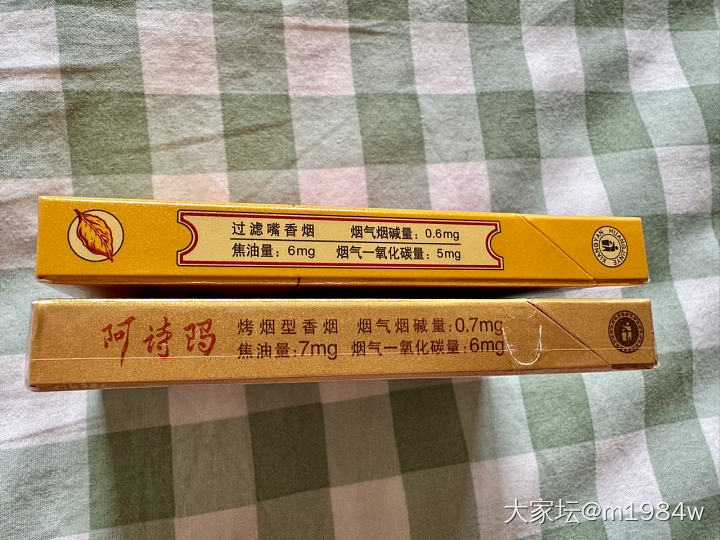 过滤嘴香烟 烟气烟碱量：0.6mg
焦油量：6mg 烟气一氧化碳量：5mg
阿诗玛
烤烟型香烟 烟气烟碱量：0.7mg
焦油量：7mg 烟气一氧化碳量：6mg
大家坛@m1984w